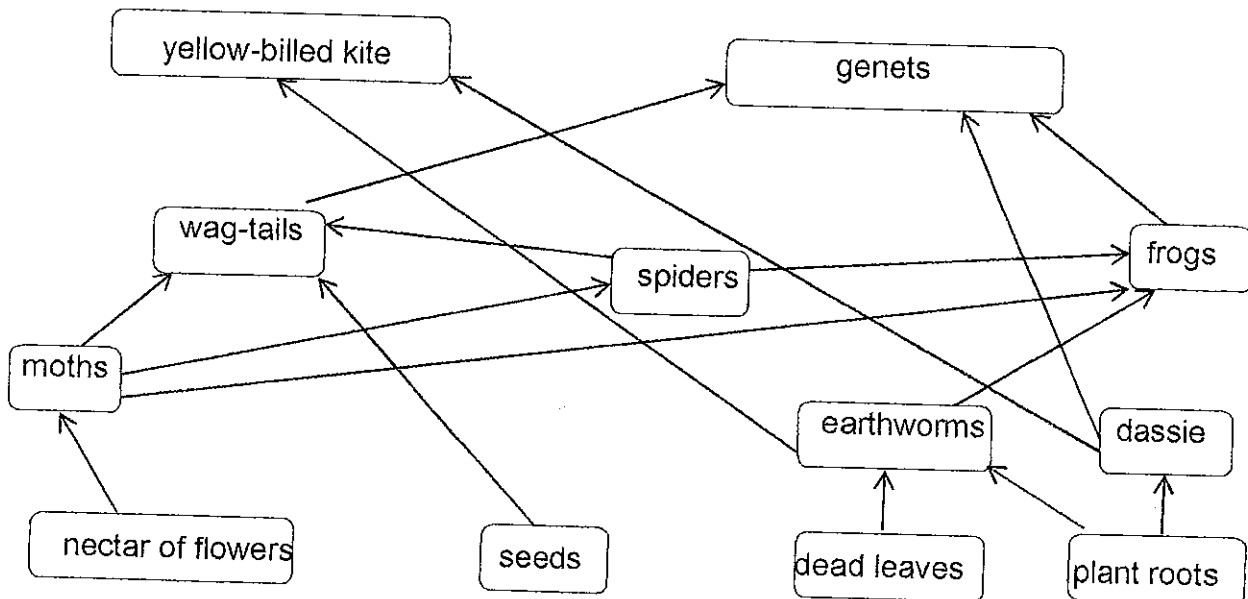 yellow-billed kite
genets
wag-tails
spiders
frogs
moths
earthworms
dassie
nectar of flowers
seeds
dead leaves
plant roots